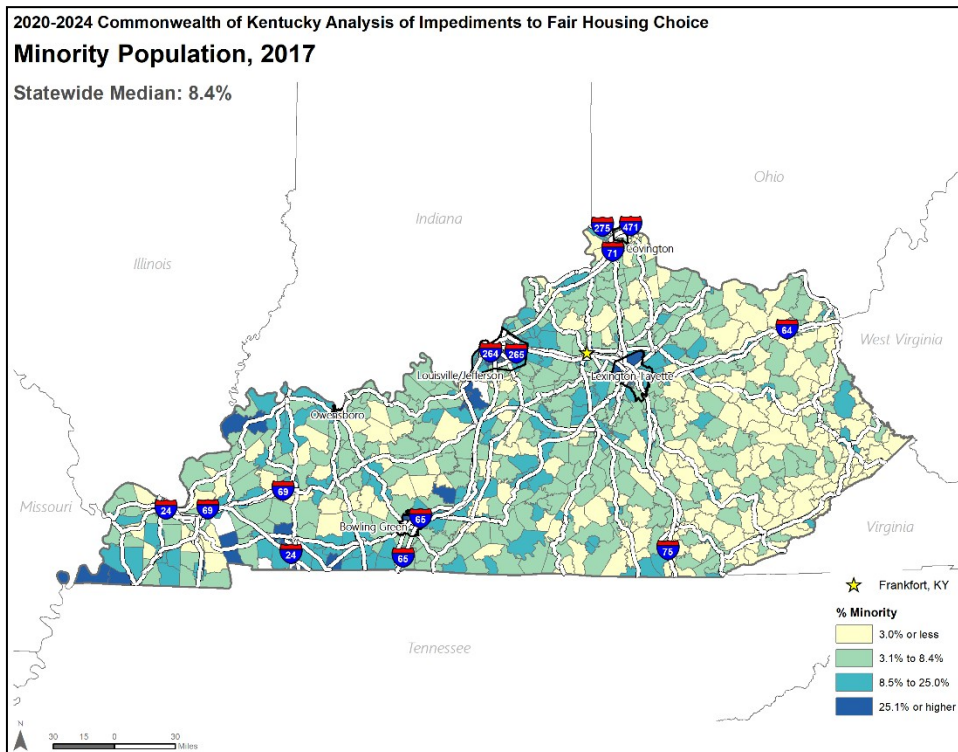 2020-2024 Commonwealth of Kentucky Analysis of Impediments to Fair Housing Choice
Minority Population, 2017
Statewide Median: 8.4%
Ohio
Indiana
Illinois
275
471
71
Covington
64
West Virginia
264
265
Louisville/Jefferson
Lexington-Fayette
Owensboro
69
Missouri
24
69
65
Bowling Green
Virginia
24
65
75
Frankfort, KY
% Minority
3.0% or less
3.1% to 8.4%
8.5% to 25.0%
25.1% or higher
Tennessee
N
30 15 0 30
Miles